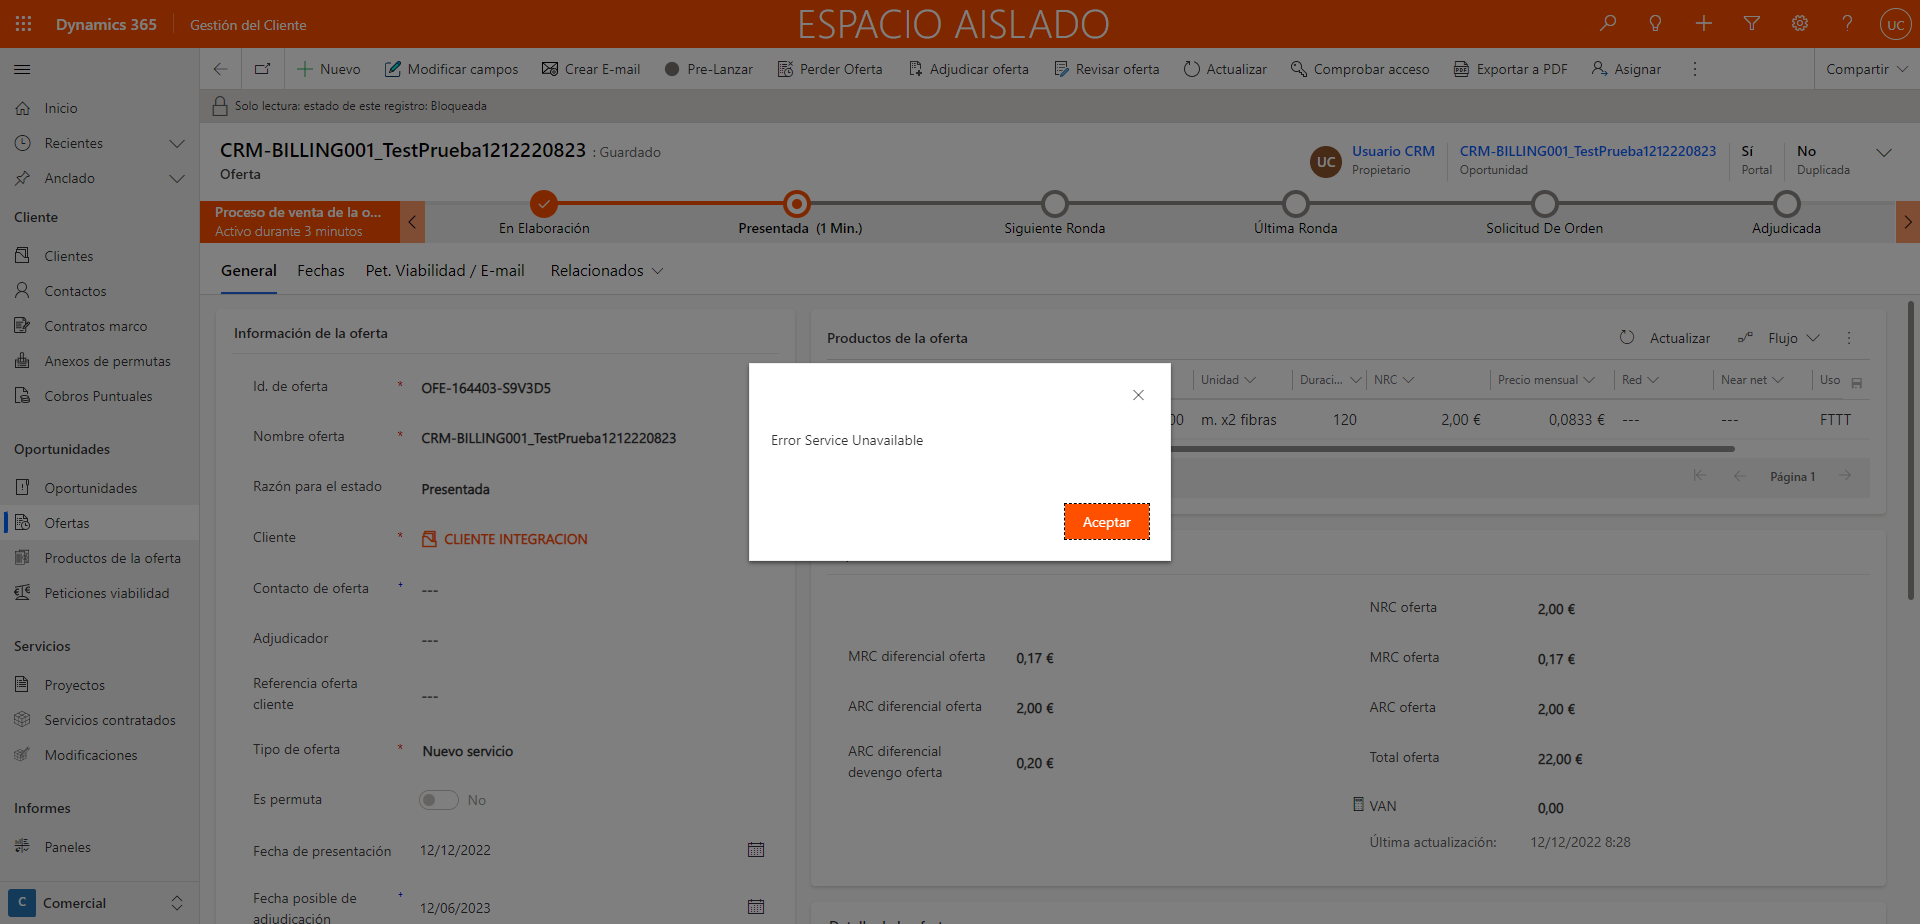 Dynamics 365
Gestión del Cliente
ESPACIO AISLADO
UC
Nuevo
Modificar campos
Crear E-mail
Pre-Lanzar
Perder Oferta
Adjudicar oferta
Revisar oferta
Actualizar
Comprobar acceso
Exportar a PDF
Asignar
Compartir
Solo lectura: estado de este registro: Bloqueada
Inicio
Recientes
Anclado
Cliente
Clientes
Contactos
Contratos marco
Anexos de permutas
Cobros Puntuales
Oportunidades
Oportunidades
Ofertas
Productos de la oferta
Peticiones viabilidad
Servicios
Proyectos
Servicios contratados
Modificaciones
Informes
Paneles
C Comercial
CRM-BILLING001_TestPrueba1212220823 : Guardado
Oferta
UC
Usuario CRM
Propietario
CRM-BILLING001_TestPrueba1212220823
Oportunidad
Sí
Portal
No
Duplicada
Proceso de venta de la o...
Activo durante 3 minutos
En Elaboración
Presentada (1 Min.)
Siguiente Ronda
Última Ronda
Solicitud De Orden
Adjudicada
General
Fechas
Pet. Viabilidad / E-mail
Relacionados
Información de la oferta
Id. de oferta * OFE-164403-S9V3D5
Nombre oferta * CRM-BILLING001_TestPrueba1212220823
Razón para el estado Presentada
Cliente * CLIENTE INTEGRACION
Contacto de oferta + ---
Adjudicador ---
Referencia oferta
cliente ---
Tipo de oferta * Nuevo servicio
Es permuta No
Fecha de presentación 12/12/2022
Fecha posible de
adjudicación + 12/06/2023
Productos de la oferta
Actualizar
Flujo
Unidad
Duraci...
NRC
Precio mensual
Red
Near net
Uso
00 m. x2 fibras 120 2,00 € 0,0833 € --- --- FTTT
Página 1
Error Service Unavailable
Aceptar
NRC oferta 2,00 €
MRC diferencial oferta 0,17 €
MRC oferta 0,17 €
ARC diferencial oferta 2,00 €
ARC oferta 2,00 €
ARC diferencial
devengo oferta 0,20 €
Total oferta 22,00 €
VAN 0,00
Última actualización: 12/12/2022 8:28